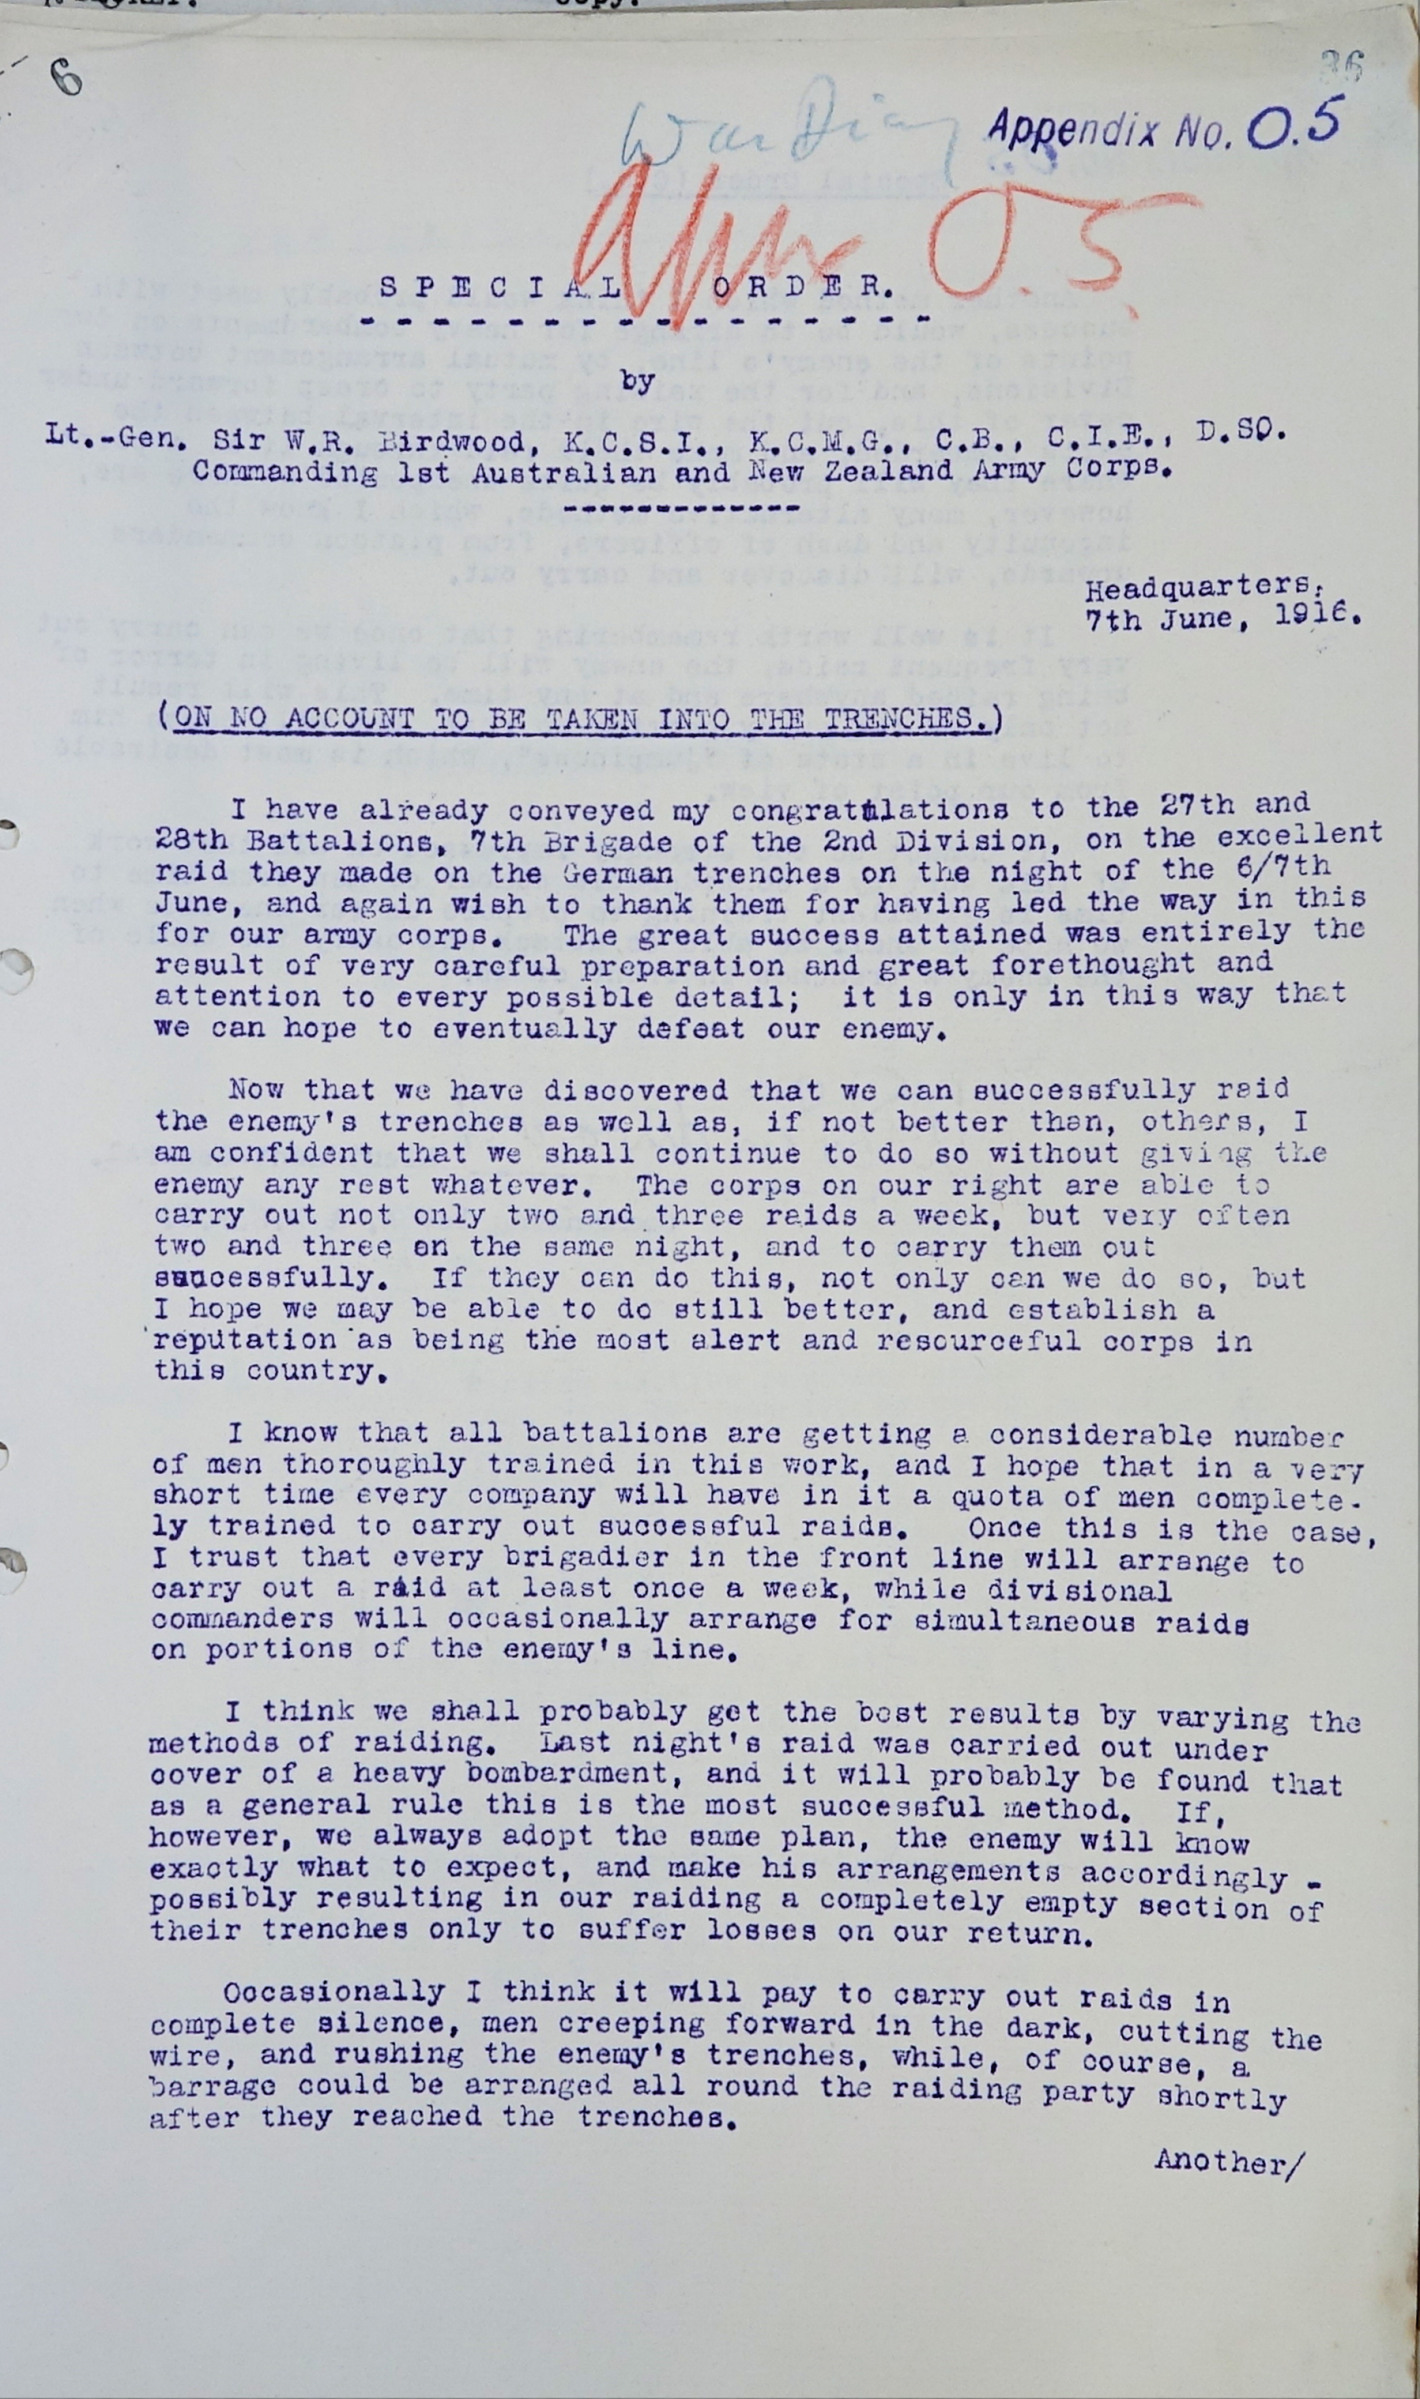 Copy.
6
36
War Diary
Appendix No. O.5
Appx O5
SPECIAL ORDER.
by
Lt.-Gen. Sir W.R. Birdwood, K.C.S.I., K.C.M.G., C.B., C.I.E., D.SO.
Commanding 1st Australian and New Zealand Army Corps.
Headquarters,
7th June, 1916.
(ON NO ACCOUNT TO BE TAKEN INTO THE TRENCHES.)
I have already conveyed my congratulations to the 27th and
28th Battalions, 7th Brigade of the 2nd Division, on the excellent
raid they made on the German trenches on the night of the 6/7th
June, and again wish to thank them for having led the way in this
for our army corps. The great success attained was entirely the
result of very careful preparation and great forethought and
attention to every possible detail; it is only in this way that
we can hope to eventually defeat our enemy.
Now that we have discovered that we can successfully raid
the enemy's trenches as well as, if not better than, others, I
am confident that we shall continue to do so without giving the
enemy any rest whatever. The corps on our right are able to
carry out not only two and three raids a week, but very often
two and three on the same night, and to carry them out
successfully. If they can do this, not only can we do so, but
I hope we may be able to do still better, and establish a
reputation as being the most alert and resourceful corps in
this country.
I know that all battalions are getting a considerable number
of men thoroughly trained in this work, and I hope that in a very
short time every company will have in it a quota of men complete-
ly trained to carry out successful raids. Once this is the case,
I trust that every brigadier in the front line will arrange to
carry out a raid at least once a week, while divisional
commanders will occasionally arrange for simultaneous raids
on portions of the enemy's line.
I think we shall probably get the best results by varying the
methods of raiding. Last night's raid was carried out under
cover of a heavy bombardment, and it will probably be found that
as a general rule this is the most successful method. If,
however, we always adopt the same plan, the enemy will know
exactly what to expect, and make his arrangements accordingly -
possibly resulting in our raiding a completely empty section of
their trenches only to suffer losses on our return.
Occasionally I think it will pay to carry out raids in
complete silence, men creeping forward in the dark, cutting the
wire, and rushing the enemy's trenches, while, of course, a
barrage could be arranged all round the raiding party shortly
after they reached the trenches.
Another/